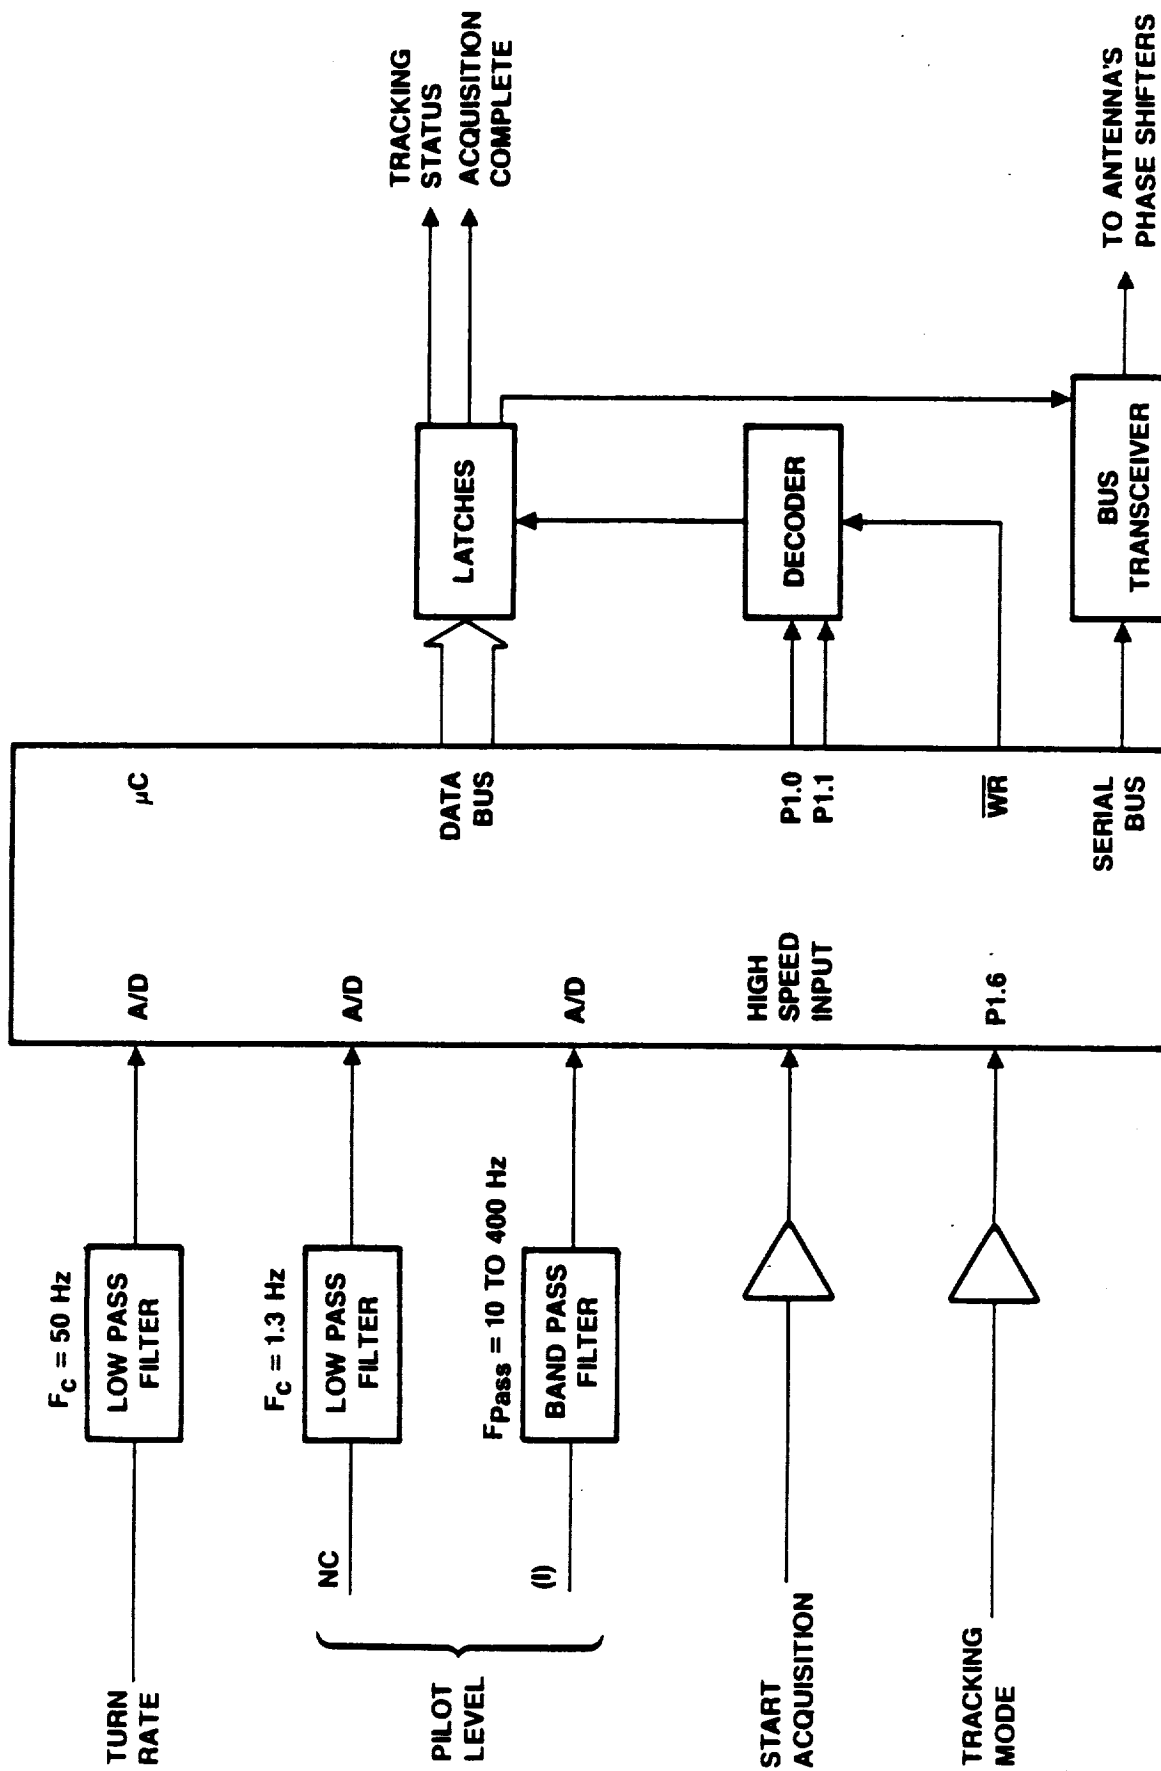 TURN
RATE
F_C = 50 Hz
LOW PASS
FILTER
A/D
µC
PILOT
LEVEL
NC
F_C = 1.3 Hz
LOW PASS
FILTER
A/D
(I)
F_Pass = 10 TO 400 Hz
BAND PASS
FILTER
A/D
DATA
BUS
LATCHES
TRACKING
STATUS
ACQUISITION
COMPLETE
START
ACQUISITION
HIGH
SPEED
INPUT
P1.0
P1.1
DECODER
TRACKING
MODE
P1.6
W̅R̅
SERIAL
BUS
BUS
TRANSCEIVER
TO ANTENNA'S
PHASE SHIFTERS